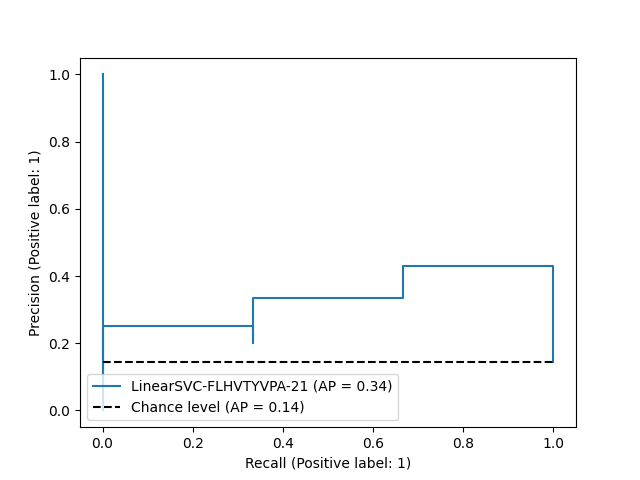 1.0
0.8
0.6
0.4
0.2
0.0
Precision (Positive label: 1)
LinearSVC-FLHVTYVPA-21 (AP = 0.34)
Chance level (AP = 0.14)
0.0 0.2 0.4 0.6 0.8 1.0
Recall (Positive label: 1)